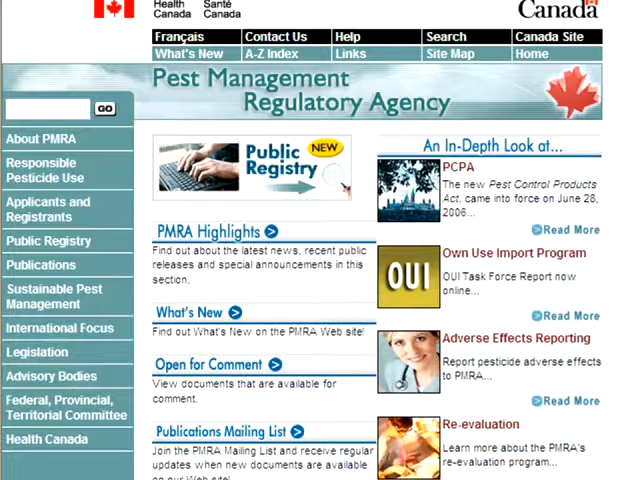 Health Santé
Canada Canada
Canada
Français Contact Us Help Search Canada Site
What's New A-Z Index Links Site Map Home
Pest Management
Regulatory Agency
GO
About PMRA
Responsible
Pesticide Use
Applicants and
Registrants
Public Registry
Publications
Sustainable Pest
Management
International Focus
Legislation
Advisory Bodies
Federal, Provincial,
Territorial Committee
Health Canada
Public
Registry
NEW
PMRA Highlights
Find out about the latest news, recent public
releases and special announcements in this
section.
What's New
Find out What's New on the PMRA Web site!
Open for Comment
View documents that are available for
comment.
Publications Mailing List
Join the PMRA Mailing List and receive regular
updates when new documents are available
on our Web site!
An In-Depth Look at...
PCPA
The new Pest Control Products
Act, came into force on June 28,
2006...
Read More
OUI
Own Use Import Program
OUI Task Force Report now
online...
Read More
Adverse Effects Reporting
Report pesticide adverse effects
to PMRA...
Read More
Re-evaluation
Learn more about the PMRA's
re-evaluation program...